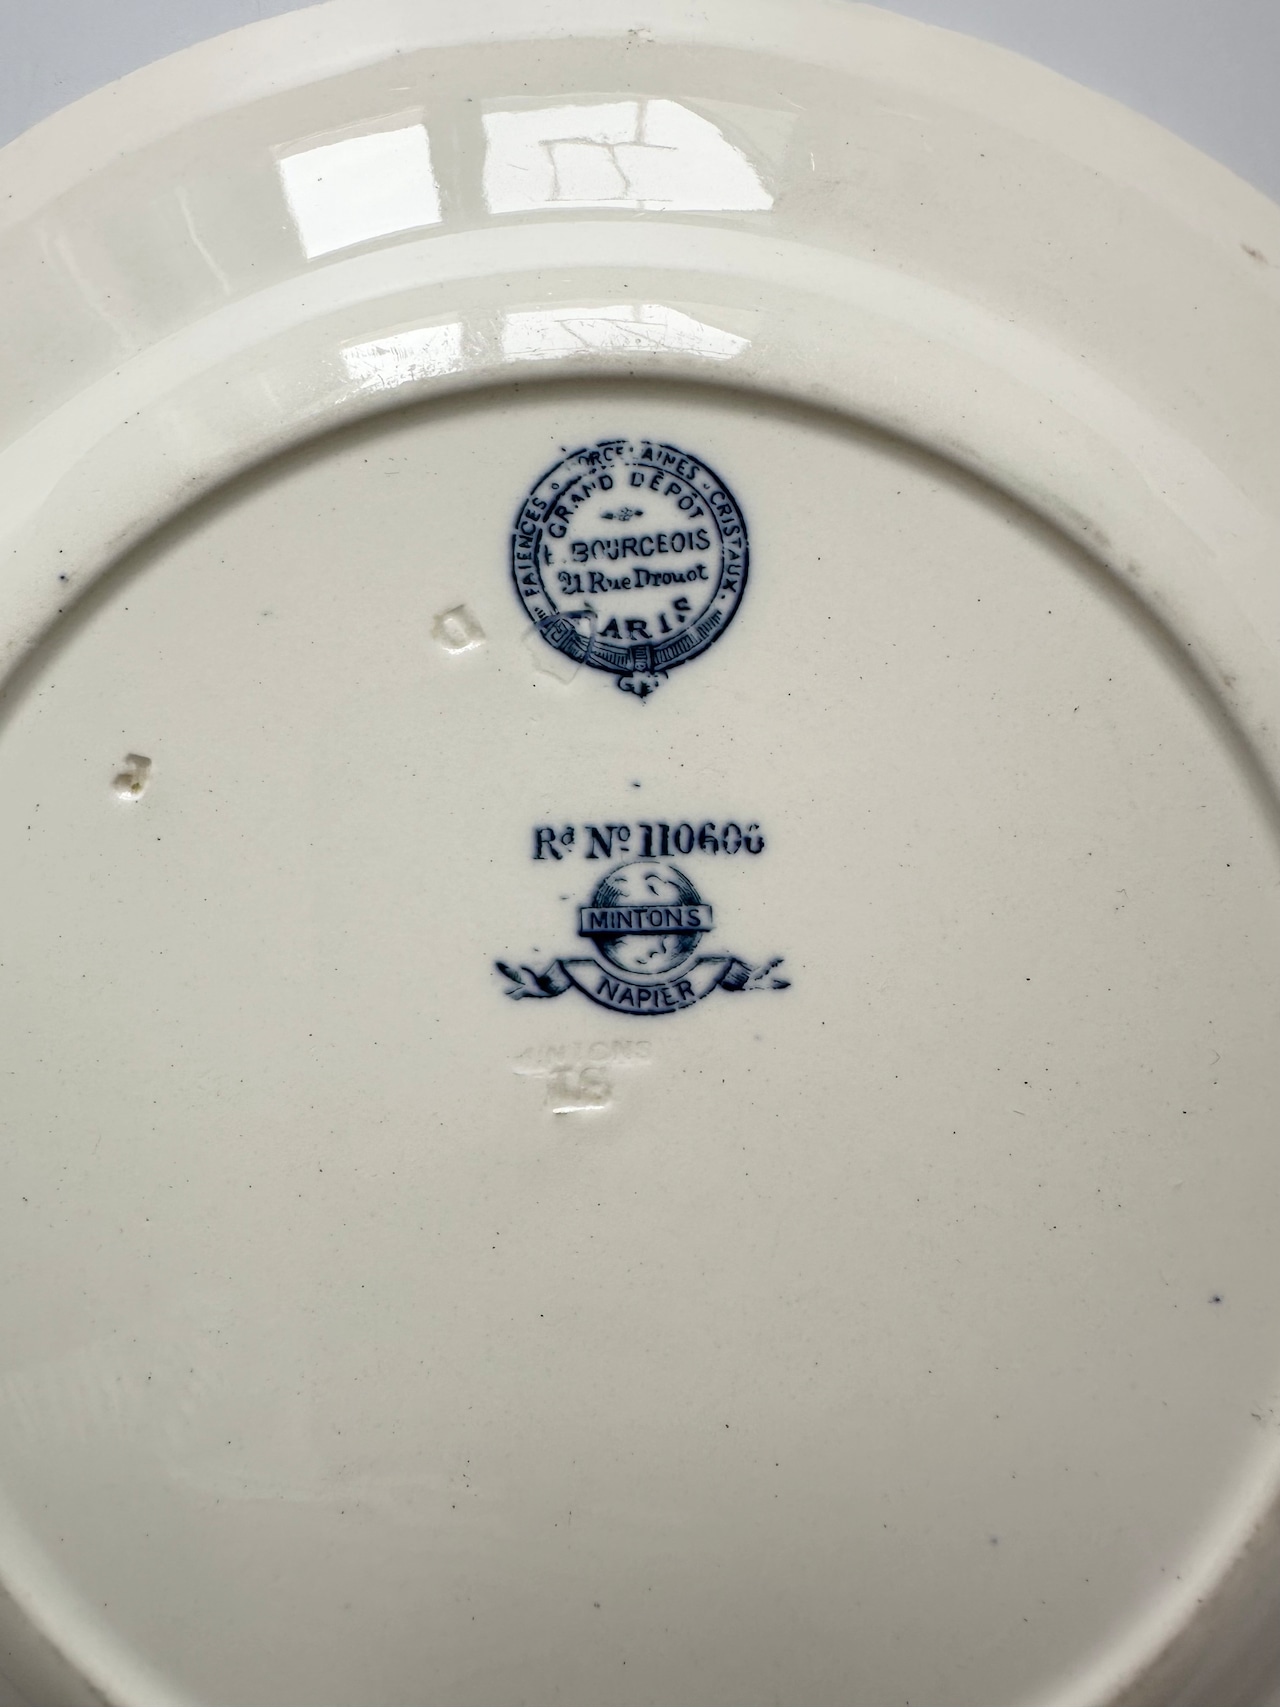 FAIENCES PORCELAINES CRISTAUX
GRAND DÉPÔT
E. BOURGEOIS
21 Rue Drouot
PARIS
Rd No 110606
MINTONS
NAPIER
MINTONS